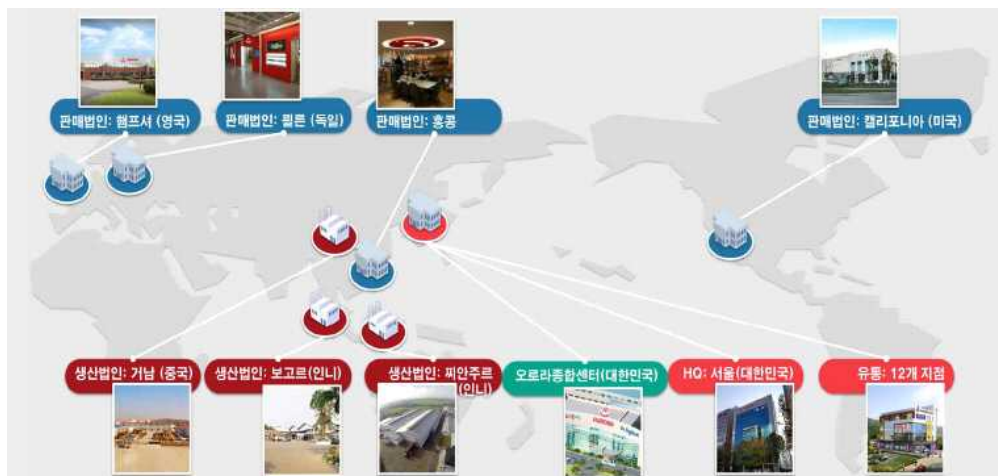 판매법인: 햄프셔 (영국)
판매법인: 퀼른 (독일)
판매법인: 홍콩
판매법인: 캘리포니아 (미국)
생산법인: 거남 (중국)
생산법인: 보고르(인니)
생산법인: 찌안주르
(인니)
오로라종합센터(대한민국)
HQ: 서울(대한민국)
유통: 12개 지점